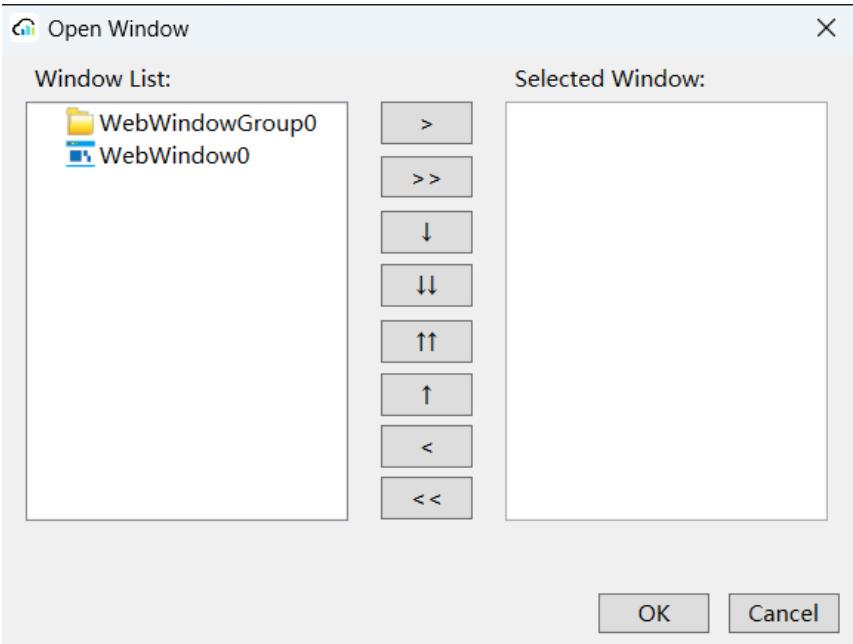 Open Window
Window List:
Selected Window:
WebWindowGroup0
WebWindow0
>
>>
↓
↓↓
↑↑
↑
<
<<
OK
Cancel